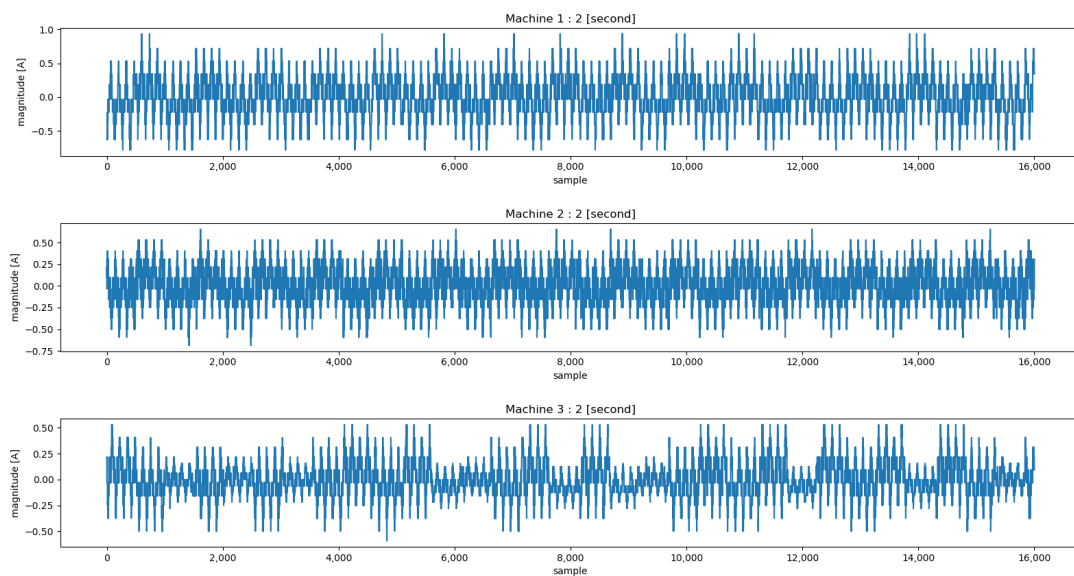 Machine 1 : 2 [second]
magnitude [A]
1.0
0.5
0.0
−0.5
0 2,000 4,000 6,000 8,000 10,000 12,000 14,000 16,000
sample
Machine 2 : 2 [second]
magnitude [A]
0.50
0.25
0.00
−0.25
−0.50
−0.75
0 2,000 4,000 6,000 8,000 10,000 12,000 14,000 16,000
sample
Machine 3 : 2 [second]
magnitude [A]
0.50
0.25
0.00
−0.25
−0.50
0 2,000 4,000 6,000 8,000 10,000 12,000 14,000 16,000
sample